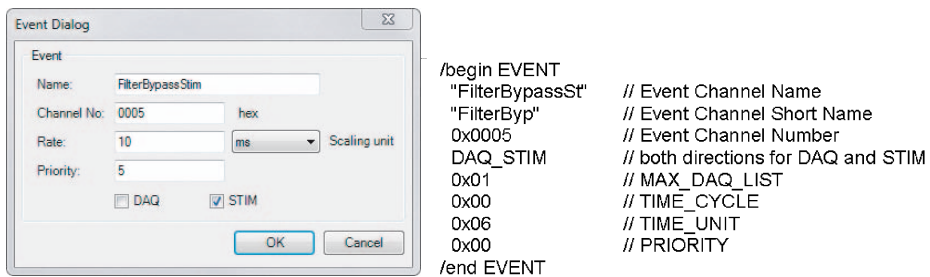 Event Dialog
Event
Name: FilterBypassStim
Channel No: 0005 hex
Rate: 10 ms Scaling unit
Priority: 5
DAQ STIM
OK Cancel
/begin EVENT
"FilterBypassSt" // Event Channel Name
"FilterByp" // Event Channel Short Name
0x0005 // Event Channel Number
DAQ_STIM // both directions for DAQ and STIM
0x01 // MAX_DAQ_LIST
0x00 // TIME_CYCLE
0x06 // TIME_UNIT
0x00 // PRIORITY
/end EVENT